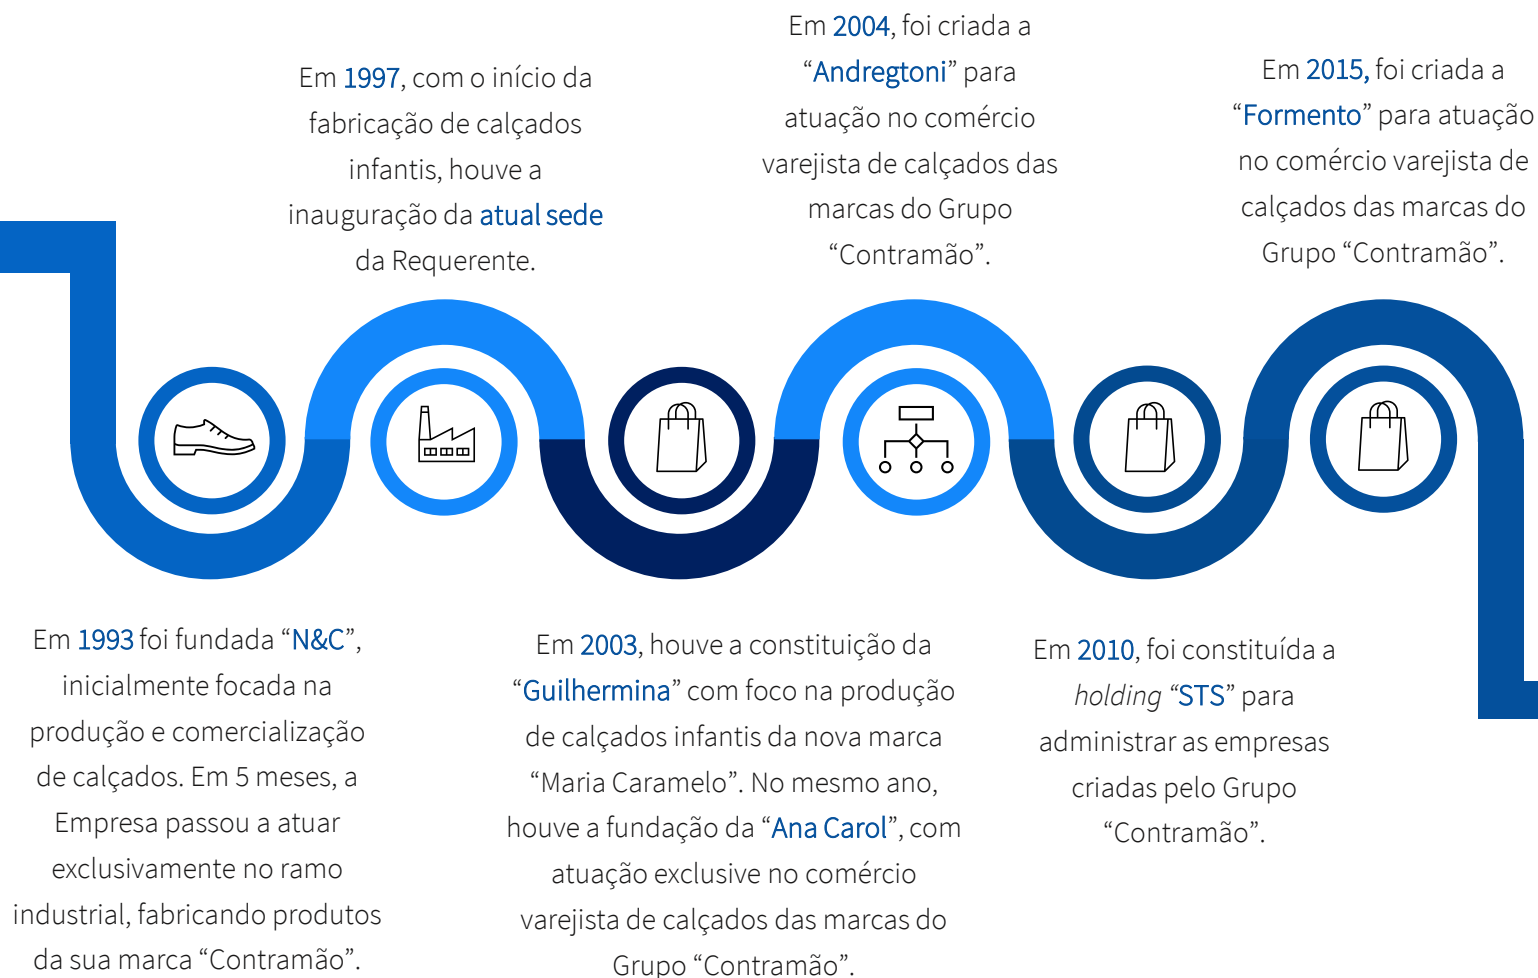 Em 1993 foi fundada “N&C”,
inicialmente focada na
produção e comercialização
de calçados. Em 5 meses, a
Empresa passou a atuar
exclusivamente no ramo
industrial, fabricando produtos
da sua marca “Contramão”.
Em 1997, com o início da
fabricação de calçados
infantis, houve a
inauguração da atual sede
da Requerente.
Em 2003, houve a constituição da
“Guilhermina” com foco na produção
de calçados infantis da nova marca
“Maria Caramelo”. No mesmo ano,
houve a fundação da “Ana Carol”, com
atuação exclusive no comércio
varejista de calçados das marcas do
Grupo “Contramão”.
Em 2004, foi criada a
“Andregtoni” para
atuação no comércio
varejista de calçados das
marcas do Grupo
“Contramão”.
Em 2010, foi constituída a
holding “STS” para
administrar as empresas
criadas pelo Grupo
“Contramão”.
Em 2015, foi criada a
“Formento” para atuação
no comércio varejista de
calçados das marcas do
Grupo “Contramão”.